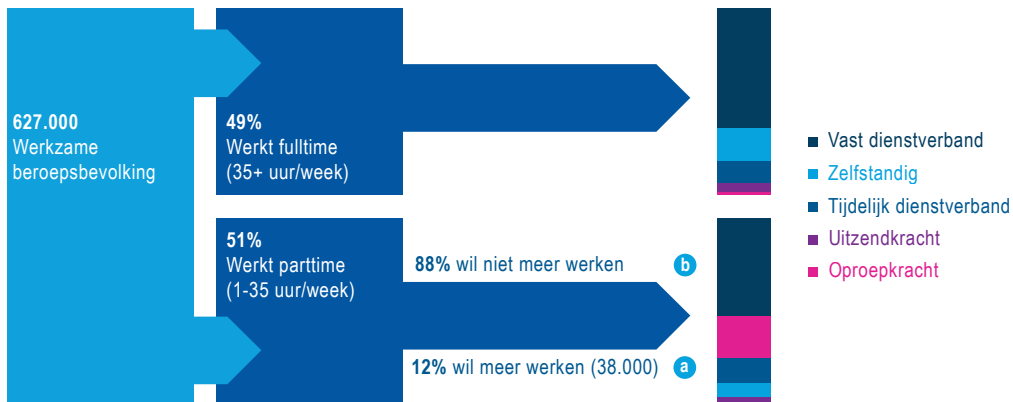 627.000
Werkzame
beroepsbevolking
49%
Werkt fulltime
(35+ uur/week)
51%
Werkt parttime
(1-35 uur/week)
88% wil niet meer werken b
12% wil meer werken (38.000) a
Vast dienstverband
Zelfstandig
Tijdelijk dienstverband
Uitzendkracht
Oproepkracht